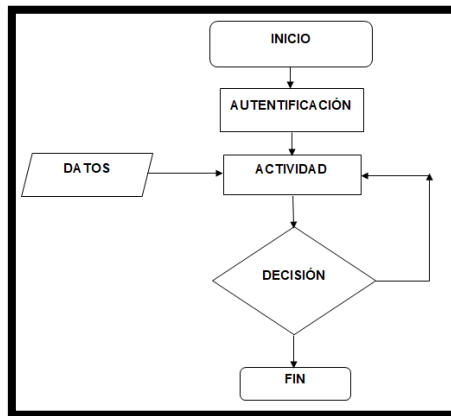 INICIO
AUTENTIFICACIÓN
DATOS
ACTIVIDAD
DECISIÓN
FIN